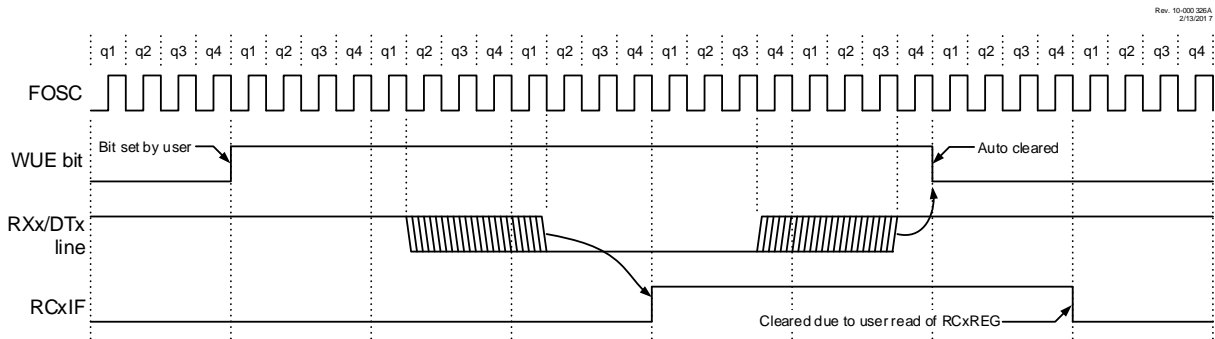 Rev. 10-000326A
2/13/2017
q1 q2 q3 q4 q1 q2 q3 q4 q1 q2 q3 q4 q1 q2 q3 q4 q1 q2 q3 q4 q1 q2 q3 q4 q1 q2 q3 q4 q1 q2 q3 q4
FOSC
WUE bit
Bit set by user
Auto cleared
RXx/DTx
line
RCxIF
Cleared due to user read of RCxREG